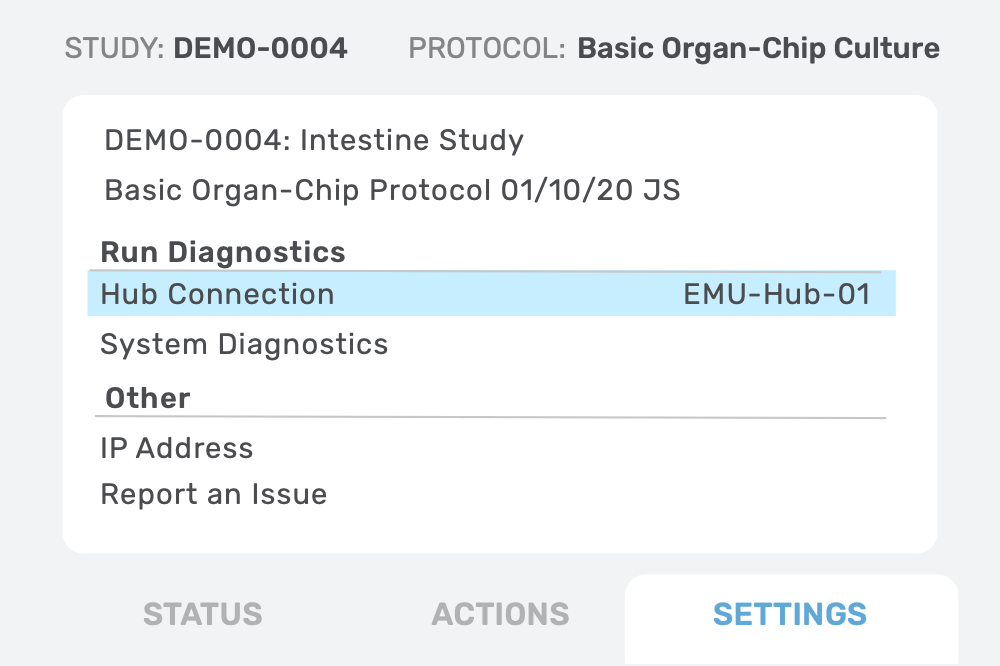 STUDY: DEMO-0004 PROTOCOL: Basic Organ-Chip Culture
DEMO-0004: Intestine Study
Basic Organ-Chip Protocol 01/10/20 JS
Run Diagnostics
Hub Connection EMU-Hub-01
System Diagnostics
Other
IP Address
Report an Issue
STATUS ACTIONS SETTINGS